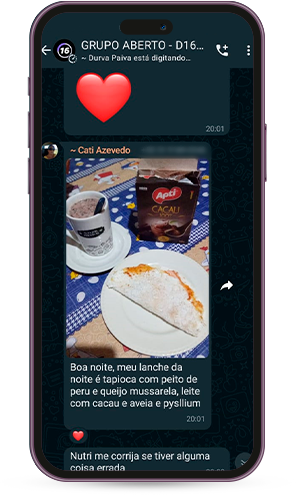 GRUPO ABERTO - D16...
16
~ Durva Paiva está digitando...
20:01
~ Cati Azevedo
Apti
CACAU
Boa noite, meu lanche da
noite é tapioca com peito de
peru e queijo mussarela, leite
com cacau e aveia e pysllium
20:01
Nutri me corrija se tiver alguma
coisa errada